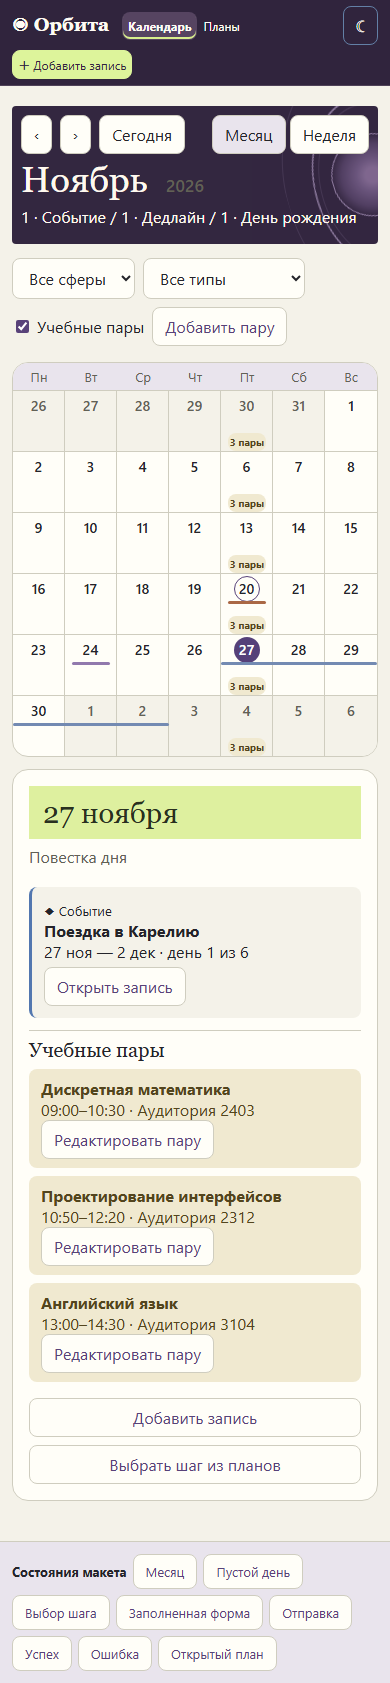 Орбита Календарь Планы
+ Добавить запись
‹ › Сегодня Месяц Неделя
Ноябрь 2026
1 · Событие / 1 · Дедлайн / 1 · День рождения
Все сферы Все типы
Учебные пары Добавить пару
Пн Вт Ср Чт Пт Сб Вс
26 27 28 29 30 31 1
3 пары
2 3 4 5 6 7 8
3 пары
9 10 11 12 13 14 15
3 пары
16 17 18 19 20 21 22
3 пары
23 24 25 26 27 28 29
3 пары
30 1 2 3 4 5 6
3 пары
27 ноября
Повестка дня
◆ Событие
Поездка в Карелию
27 ноя — 2 дек · день 1 из 6
Открыть запись
Учебные пары
Дискретная математика
09:00–10:30 · Аудитория 2403
Редактировать пару
Проектирование интерфейсов
10:50–12:20 · Аудитория 2312
Редактировать пару
Английский язык
13:00–14:30 · Аудитория 3104
Редактировать пару
Добавить запись
Выбрать шаг из планов
Состояния макета Месяц Пустой день
Выбор шага Заполненная форма Отправка
Успех Ошибка Открытый план